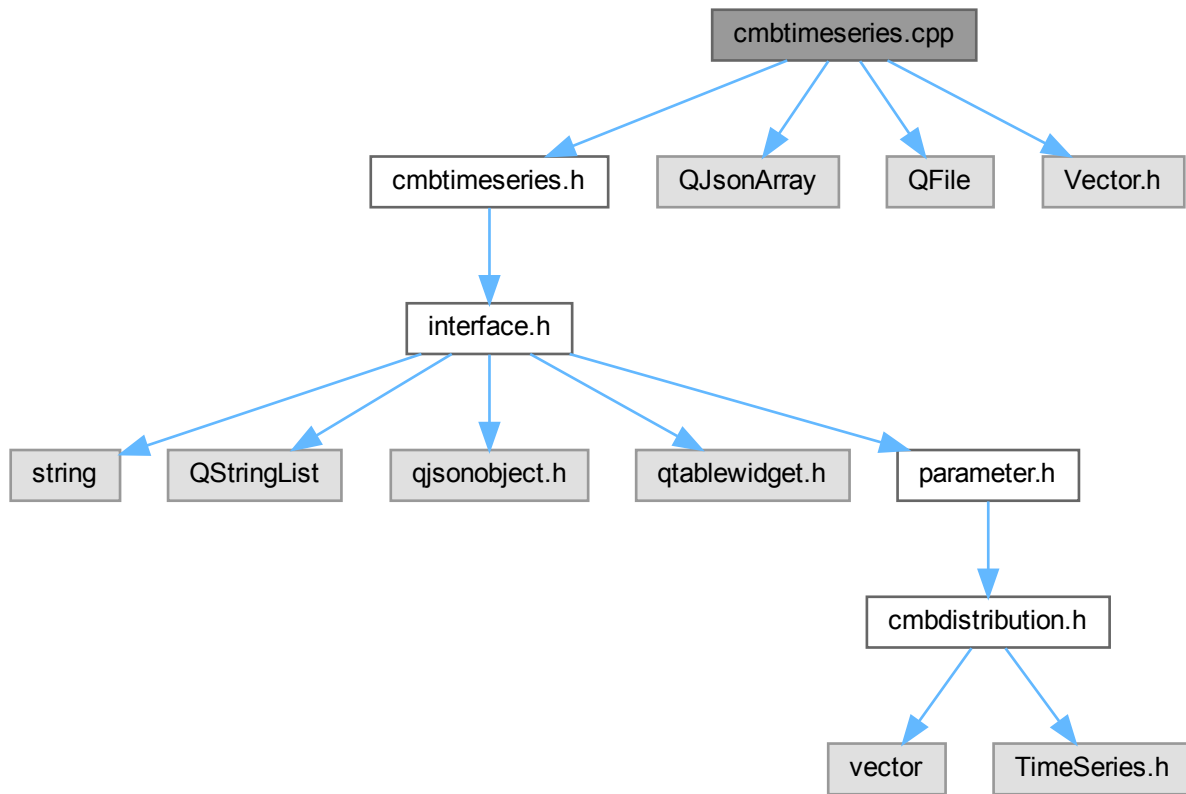 cmbtimeseries.cpp
cmbtimeseries.h
QJsonArray
QFile
Vector.h
interface.h
string
QStringList
qjsonobject.h
qtablewidget.h
parameter.h
cmbdistribution.h
vector
TimeSeries.h